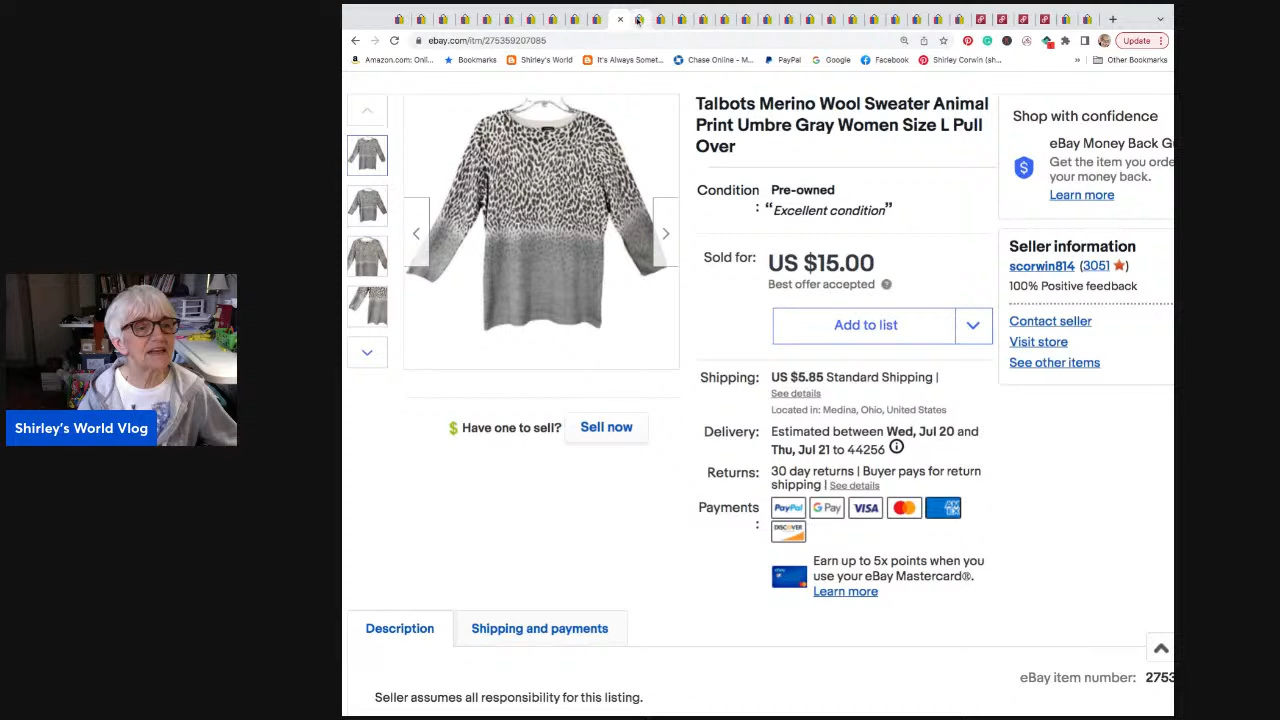 ebay.com/itm/275359207085
Update
Amazon.com: Onl...
Bookmarks
Shirley's World
It's Always Somet...
Chase Online - M...
PayPal
Google
Facebook
Shirley Corwin (sh...
»
Other Bookmarks
Talbots Merino Wool Sweater Animal
Print Umbre Gray Women Size L Pull
Over
Condition
:
Pre-owned
“Excellent condition”
Sold for:
US $15.00
Best offer accepted
Add to list
Shipping:
US $5.85 Standard Shipping |
See details
Located in: Medina, Ohio, United States
Delivery:
Estimated between Wed, Jul 20 and
Thu, Jul 21 to 44256
Returns:
30 day returns | Buyer pays for return
shipping | See details
Payments
:
PayPal
G Pay
VISA
AM
EX
DISCOVER
Earn up to 5x points when you
use your eBay Mastercard®.
Learn more
Shop with confidence
eBay Money Back G
Get the item you orde
your money back.
Learn more
Seller information
scorwin814 (3051)
100% Positive feedback
Contact seller
Visit store
See other items
$ Have one to sell?
Sell now
Shirley's World Vlog
Description
Shipping and payments
eBay item number: 2753
Seller assumes all responsibility for this listing.